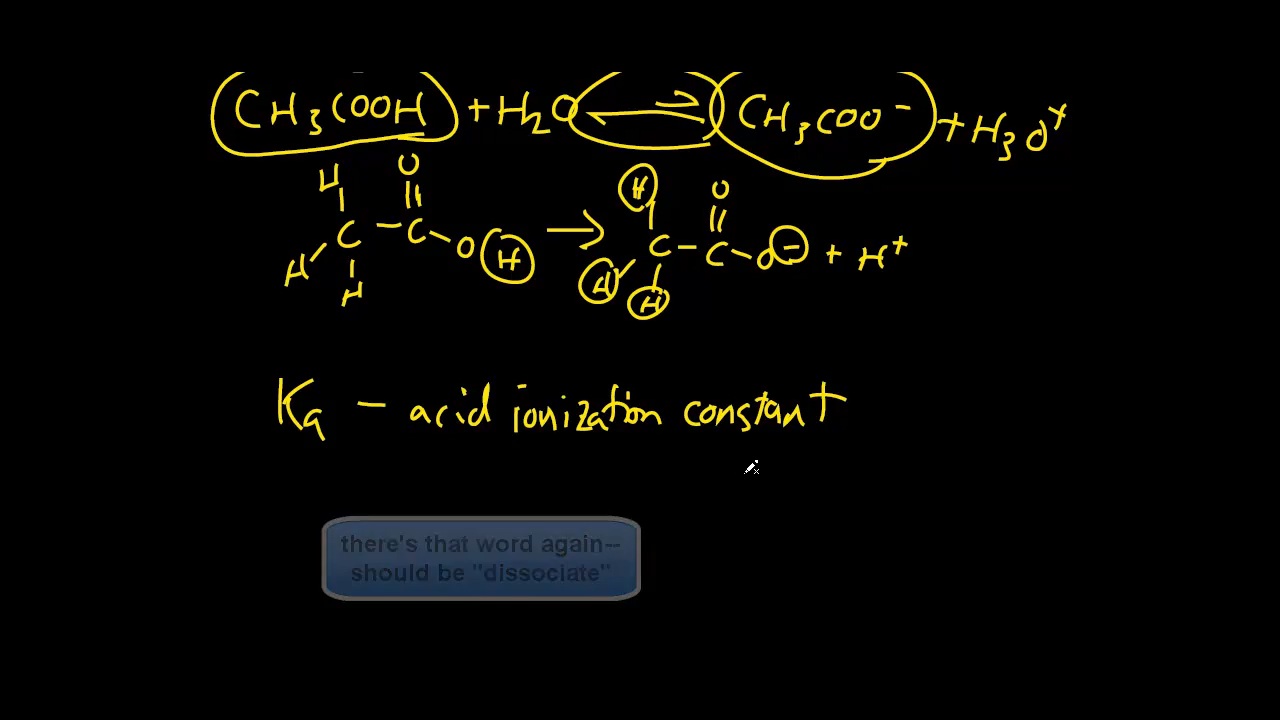 CH3COOH + H2O ⇌ CH3COO⁻ + H3O⁺
H O H O
H C – C O H → C – C – O⁻ + H⁺
H H H
Ka – acid ionization constant
there's that word again--
should be "dissociate"